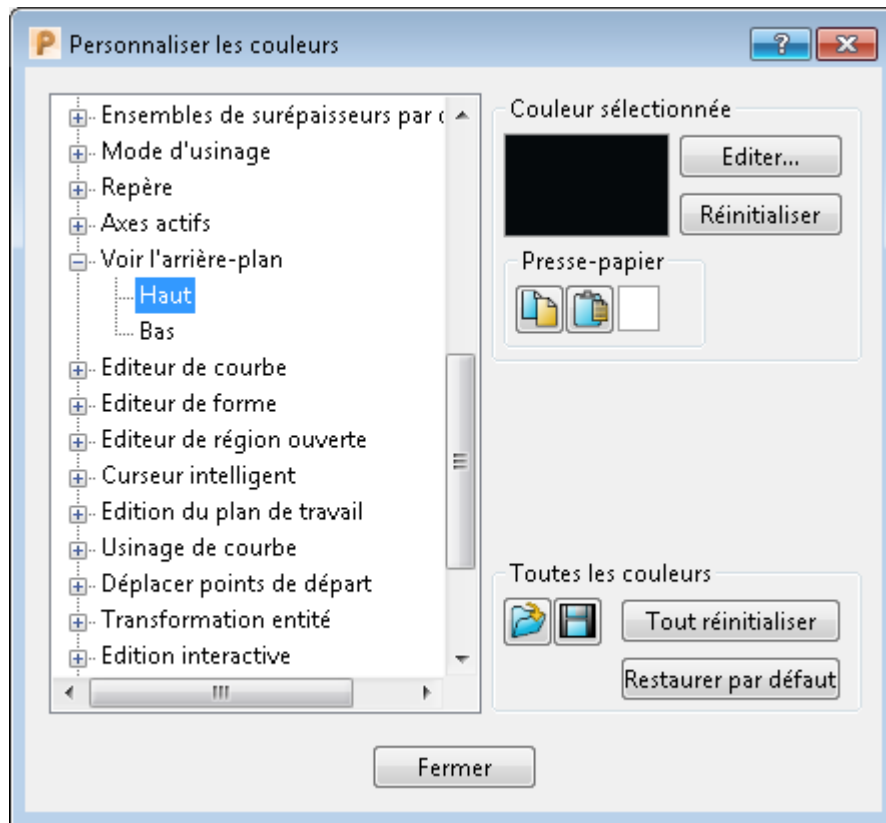 Personnaliser les couleurs
Ensembles de surépaisseurs par
Mode d'usinage
Repère
Axes actifs
Voir l'arrière-plan
Haut
Bas
Editeur de courbe
Editeur de forme
Editeur de région ouverte
Curseur intelligent
Edition du plan de travail
Usinage de courbe
Déplacer points de départ
Transformation entité
Edition interactive
Couleur sélectionnée
Editer...
Réinitialiser
Presse-papier
Toutes les couleurs
Tout réinitialiser
Restaurer par défaut
Fermer